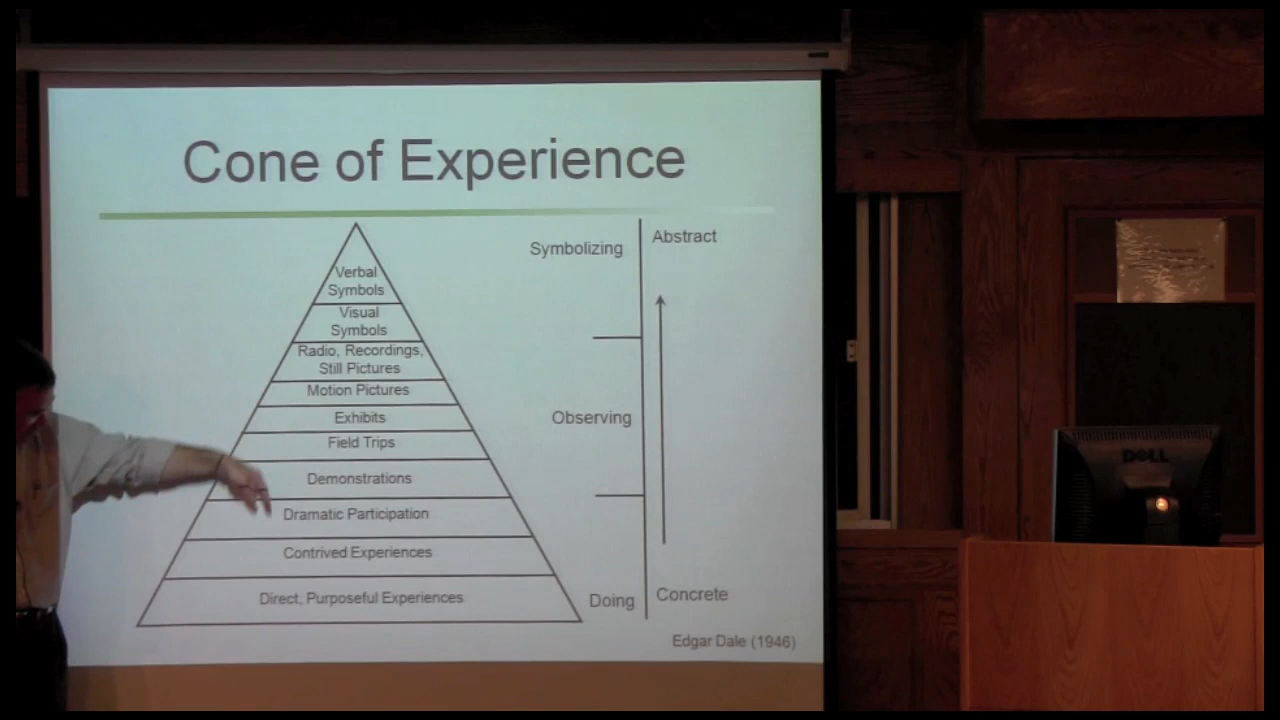 Cone of Experience
Verbal
Symbols
Visual
Symbols
Radio, Recordings,
Still Pictures
Motion Pictures
Exhibits
Field Trips
Demonstrations
Dramatic Participation
Contrived Experiences
Direct, Purposeful Experiences
Symbolizing
Observing
Doing
Abstract
Concrete
Edgar Dale (1946)
DELL